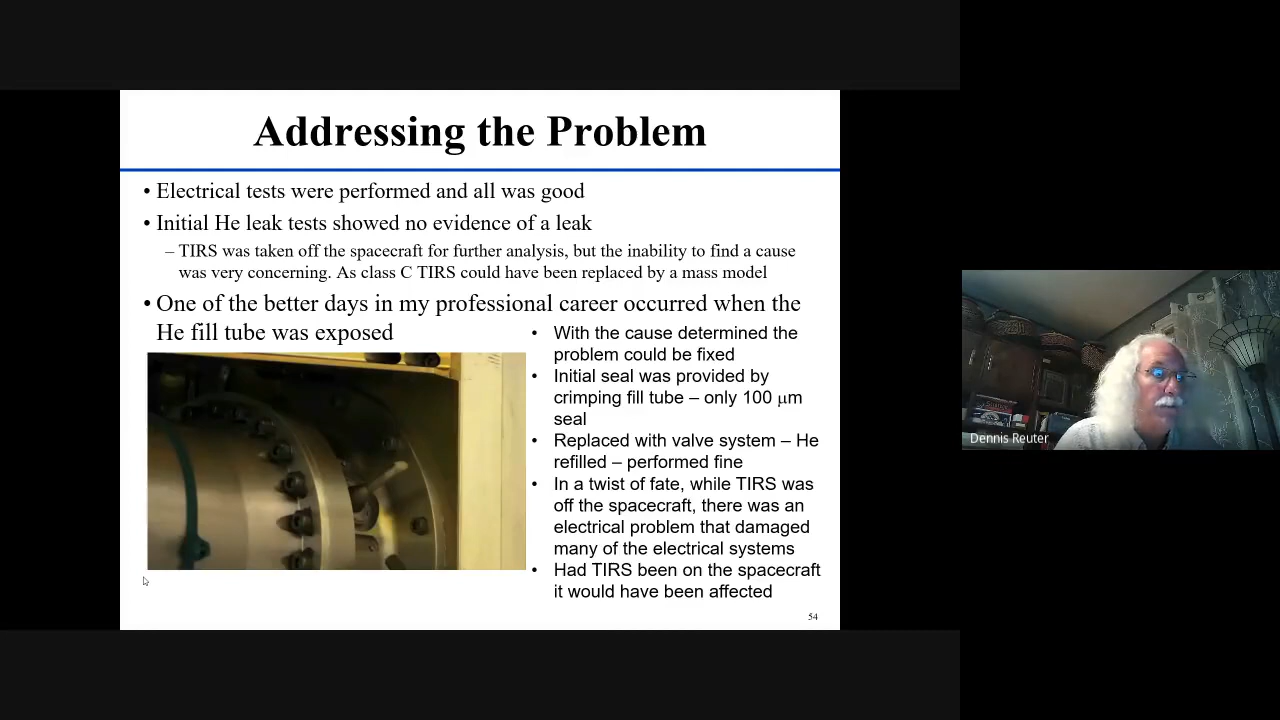 Addressing the Problem
• Electrical tests were performed and all was good
• Initial He leak tests showed no evidence of a leak
– TIRS was taken off the spacecraft for further analysis, but the inability to find a cause
was very concerning. As class C TIRS could have been replaced by a mass model
• One of the better days in my professional career occurred when the
He fill tube was exposed
• With the cause determined the
problem could be fixed
• Initial seal was provided by
crimping fill tube – only 100 μm
seal
• Replaced with valve system – He
refilled – performed fine
• In a twist of fate, while TIRS was
off the spacecraft, there was an
electrical problem that damaged
many of the electrical systems
• Had TIRS been on the spacecraft
it would have been affected
54
Dennis Reuter